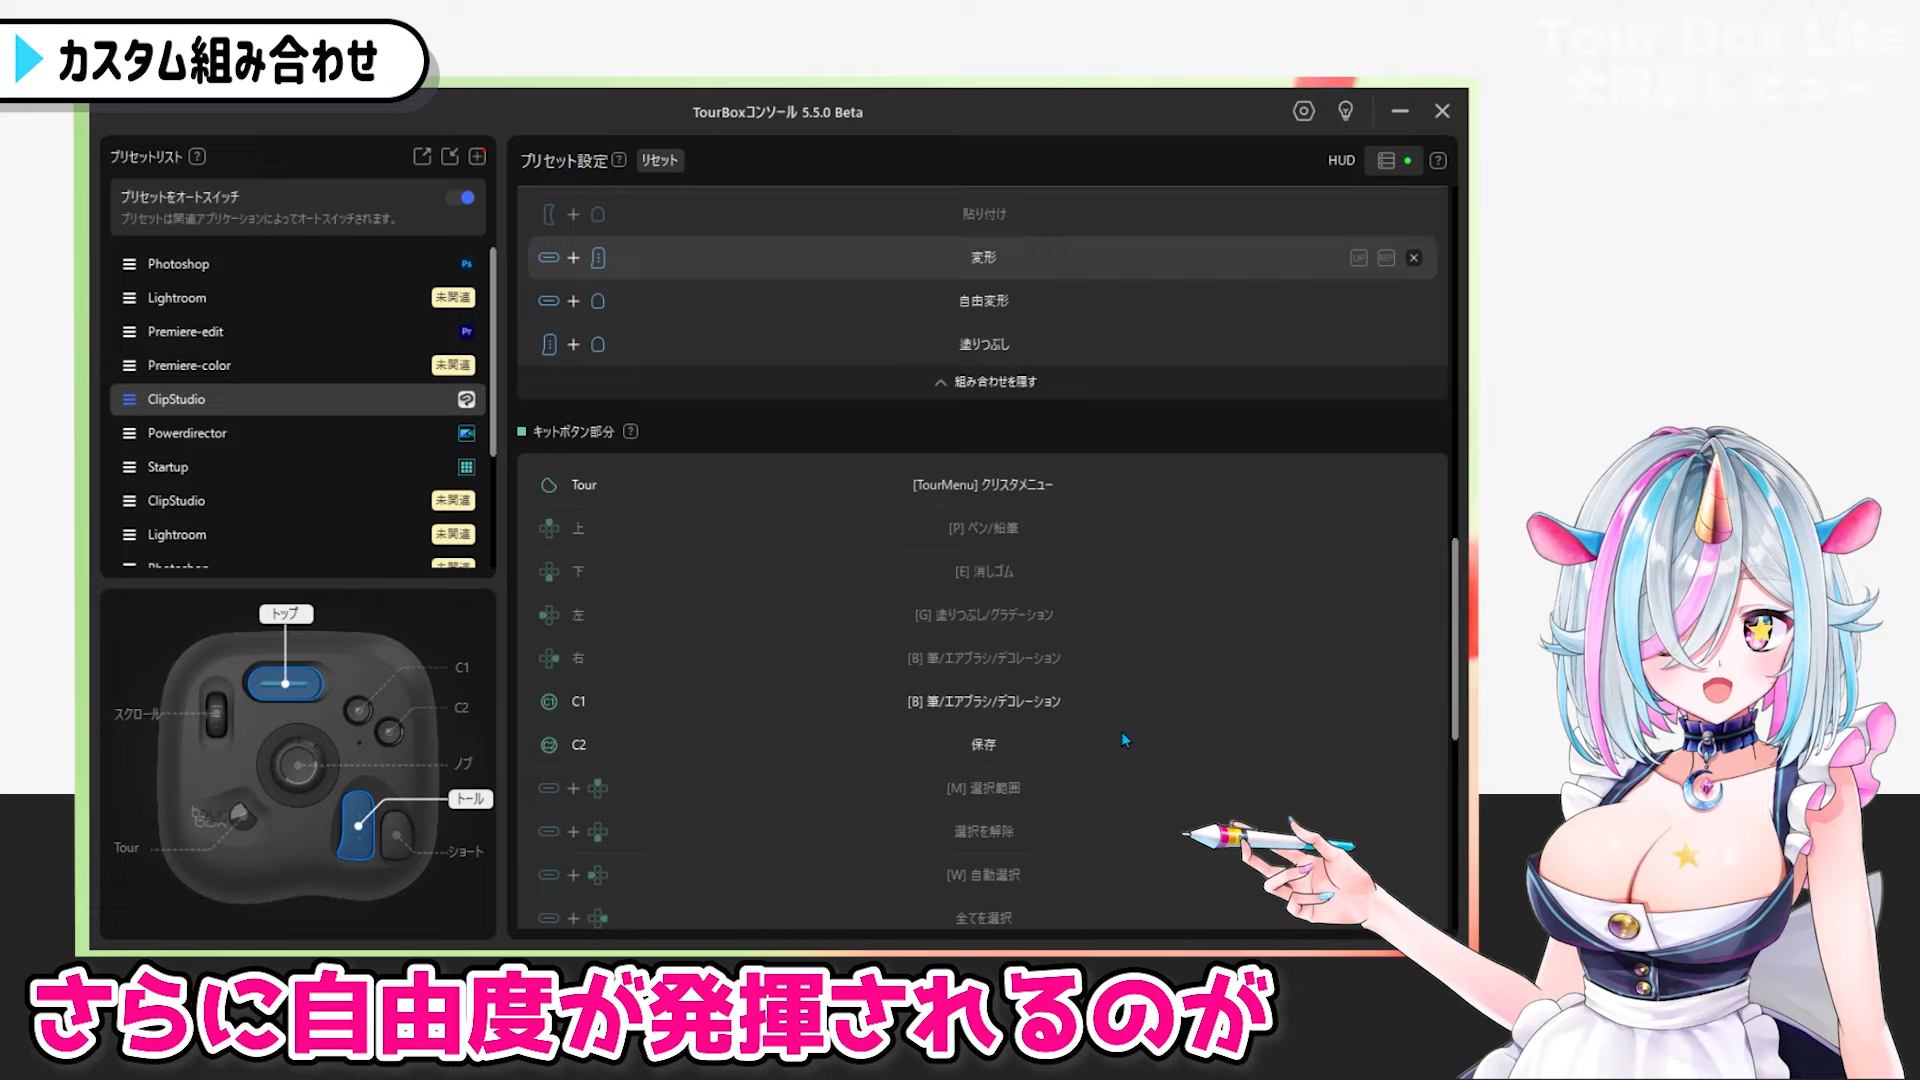 カスタム組み合わせ
Tour Box Lite
TourBoxコンソール 5.5.0 Beta
プリセットリスト ?
プリセットをオートスイッチ
プリセットは関連アプリケーションによってオートスイッチされます。
Photoshop Ps
Lightroom 未関連
Premiere-edit Pr
Premiere-color 未関連
ClipStudio
Powerdirector
Startup
ClipStudio 未関連
Lightroom 未関連
Photoshop 未関連
プリセット設定 ? リセット
HUD ?
+ 貼り付け
+ 変形 UP REP
+ 自由変形
+ 塗りつぶし
組み合わせを隠す
キットボタン部分 ?
Tour [TourMenu] クリスタメニュー
上 [P] ペン/鉛筆
下 [E] 消しゴム
左 [G] 塗りつぶし/グラデーション
右 [B] 筆/エアブラシ/デコレーション
C1 C1 [B] 筆/エアブラシ/デコレーション
C2 C2 保存
+ [M] 選択範囲
+ 選択を解除
+ [W] 自動選択
+ 全てを選択
トップ
C1
C2
スクロール
ノブ
トール
Tour
ショート
さらに自由度が発揮されるのが